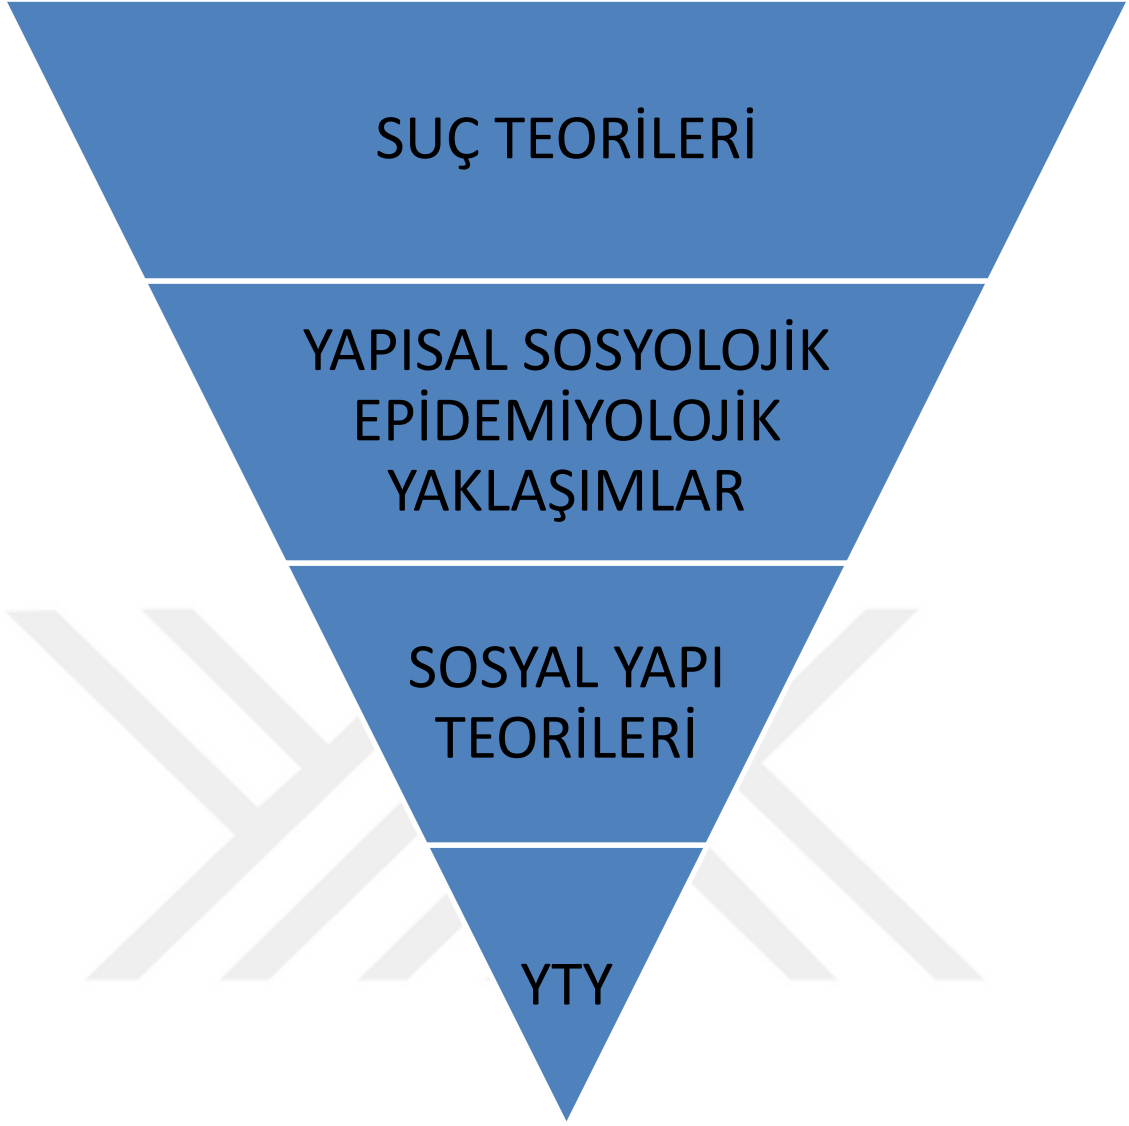 SUÇ TEORİLERİ
YAPISAL SOSYOLOJİK
EPİDEMİYOLOJİK
YAKLAŞIMLAR
SOSYAL YAPI
TEORİLERİ
YTY